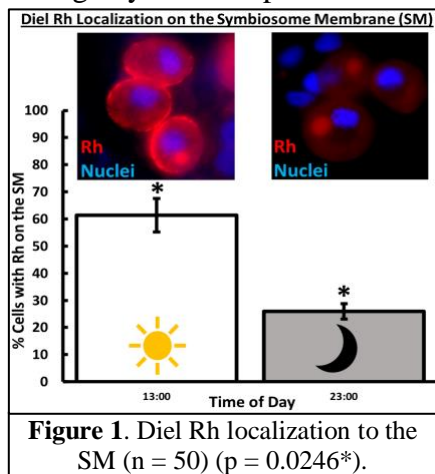 Diel Rh Localization on the Symbiosome Membrane (SM)
Rh
Nuclei
Rh
Nuclei
% Cells with Rh on the SM
100
90
80
70
60
50
40
30
20
10
0
*
*
13:00
23:00
Time of Day
Figure 1. Diel Rh localization to the
SM (n = 50) (p = 0.0246*).